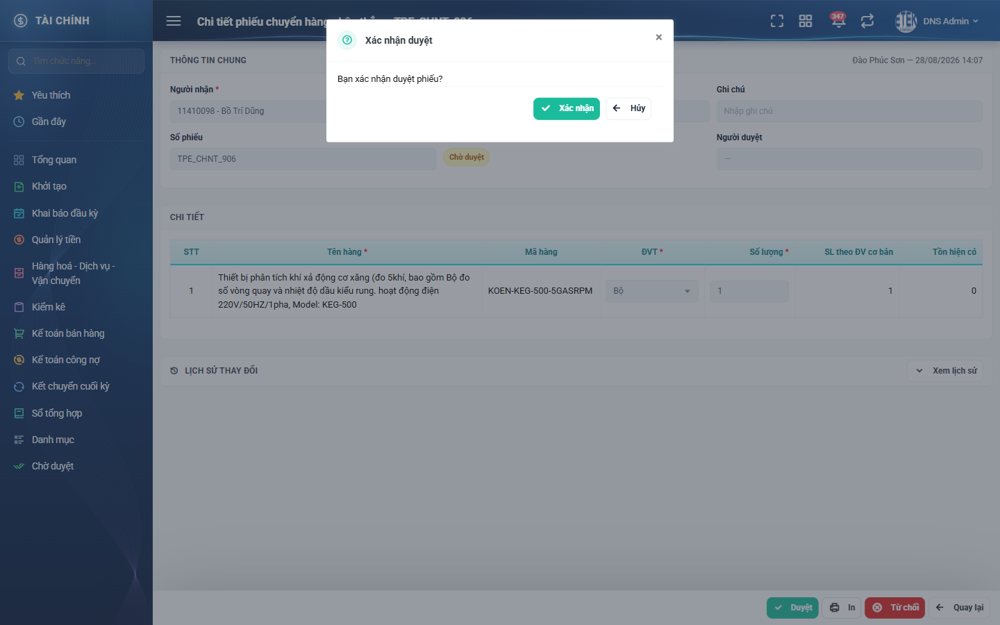 TÀI CHÍNH
Tìm chức năng...
Yêu thích
Gần đây
Tổng quan
Khởi tạo
Khai báo đầu kỳ
Quản lý tiền
Hàng hoá - Dịch vụ -
Vận chuyển
Kiểm kê
Kế toán bán hàng
Kế toán công nợ
Kết chuyển cuối kỳ
Sổ tổng hợp
Danh mục
Chờ duyệt
Chi tiết phiếu chuyển hàng
347
DNS Admin
Xác nhận duyệt
×
Bạn xác nhận duyệt phiếu?
Xác nhận
Hủy
THÔNG TIN CHUNG
Đào Phúc Sơn — 28/08/2026 14:07
Người nhận *
Ghi chú
11410098 - Bồ Trí Dũng
Nhập ghi chú
Số phiếu
Người duyệt
TPE_CHNT_906
Chờ duyệt
—
CHI TIẾT
STT
Tên hàng *
Mã hàng
ĐVT *
Số lượng *
SL theo ĐV cơ bản
Tồn hiện có
1
Thiết bị phân tích khí xả động cơ xăng (đo 5khí, bao gồm Bộ đo
số vòng quay và nhiệt độ dầu kiểu rung. hoạt động điện
220V/50HZ/1pha, Model: KEG-500
KOEN-KEG-500-5GASRPM
Bộ
1
1
0
LỊCH SỬ THAY ĐỔI
Xem lịch sử
Duyệt
In
Từ chối
Quay lại